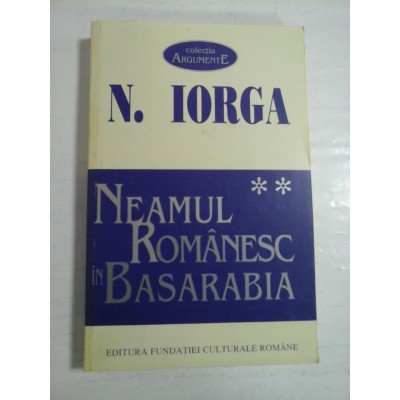 colecția
ARGUMENTE
N. IORGA
**
NEAMUL
ROMÂNESC
ÎN BASARABIA
EDITURA FUNDAȚIEI CULTURALE ROMÂNE